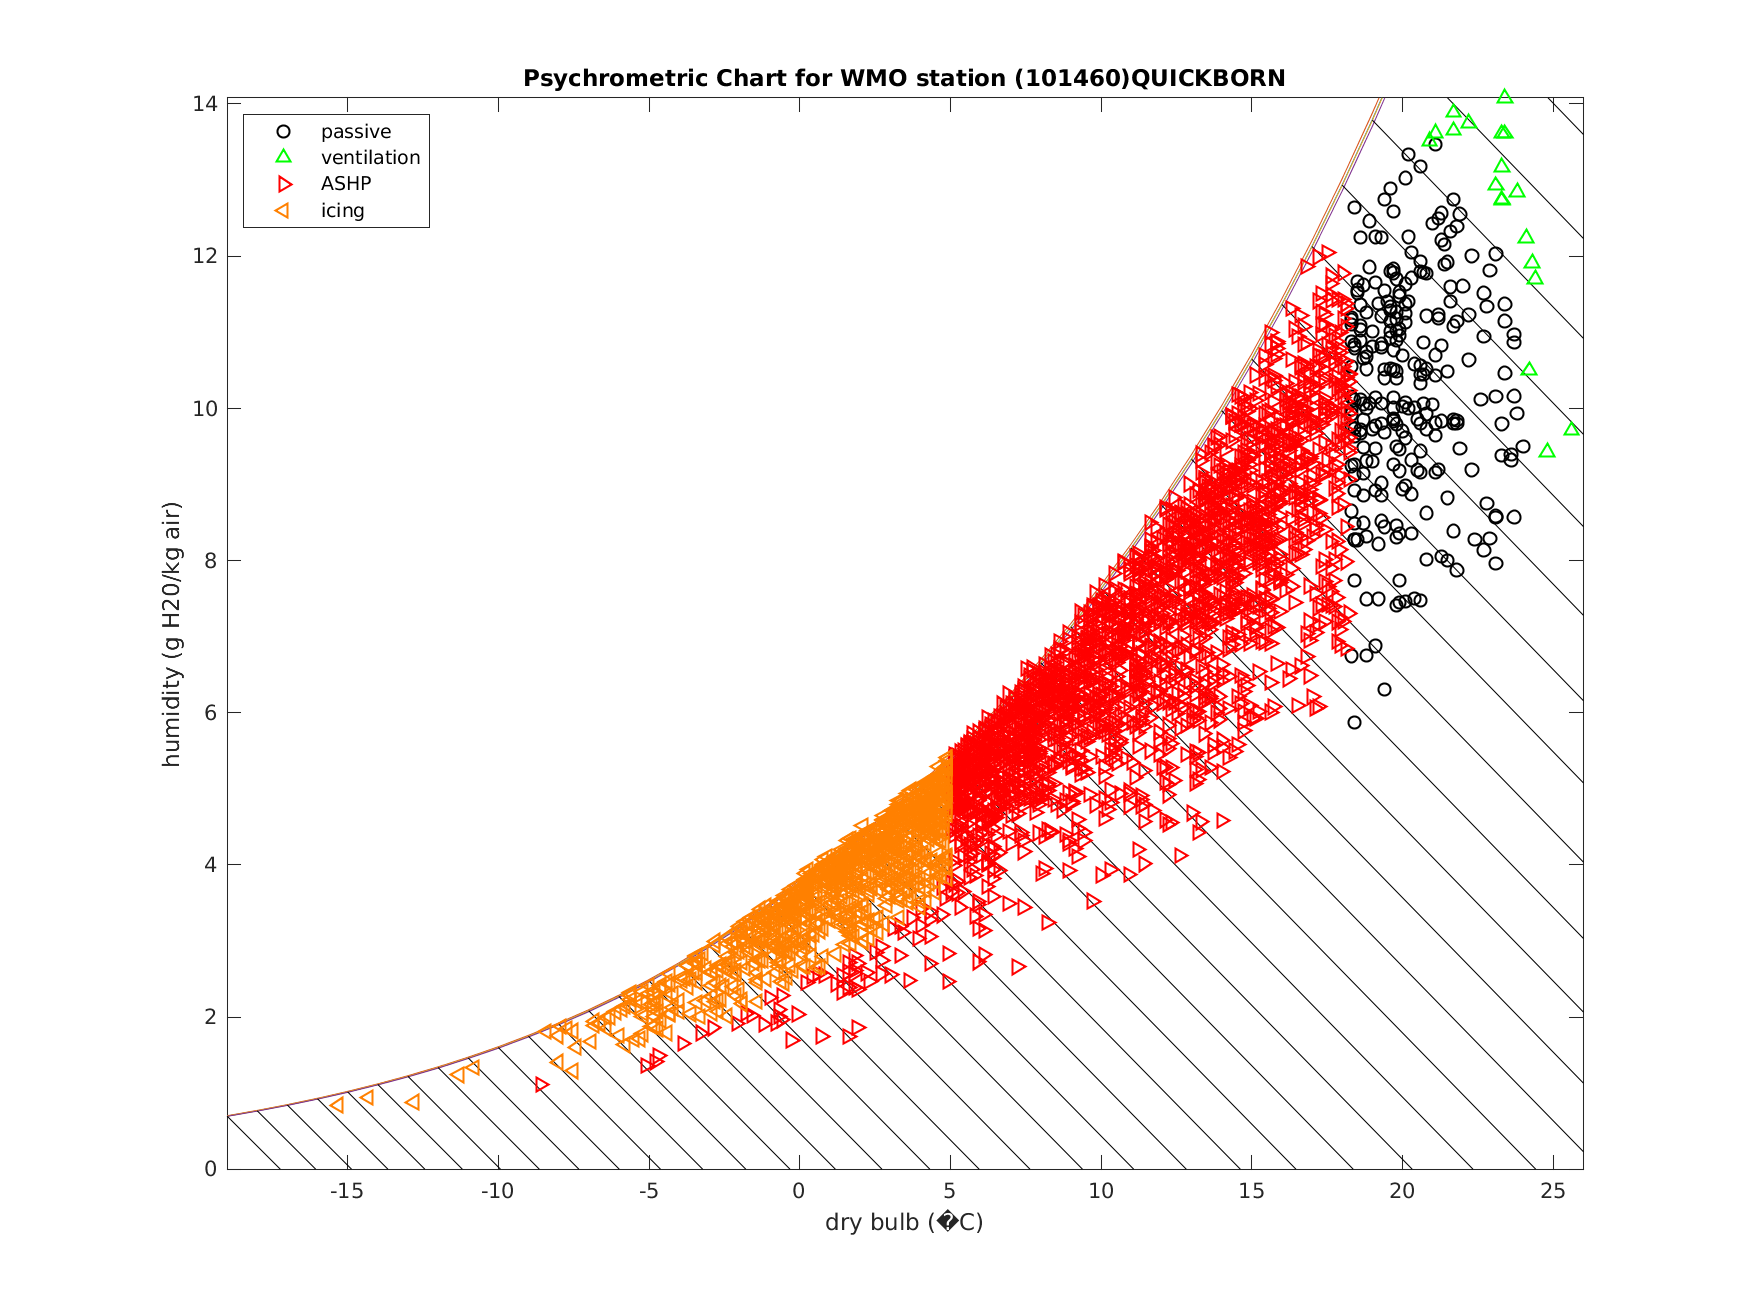 Psychrometric Chart for WMO station (101460)QUICKBORN
14
12
10
8
6
4
2
0
humidity (g H20/kg air)
passive
ventilation
ASHP
icing
-15 -10 -5 0 5 10 15 20 25
dry bulb (�C)